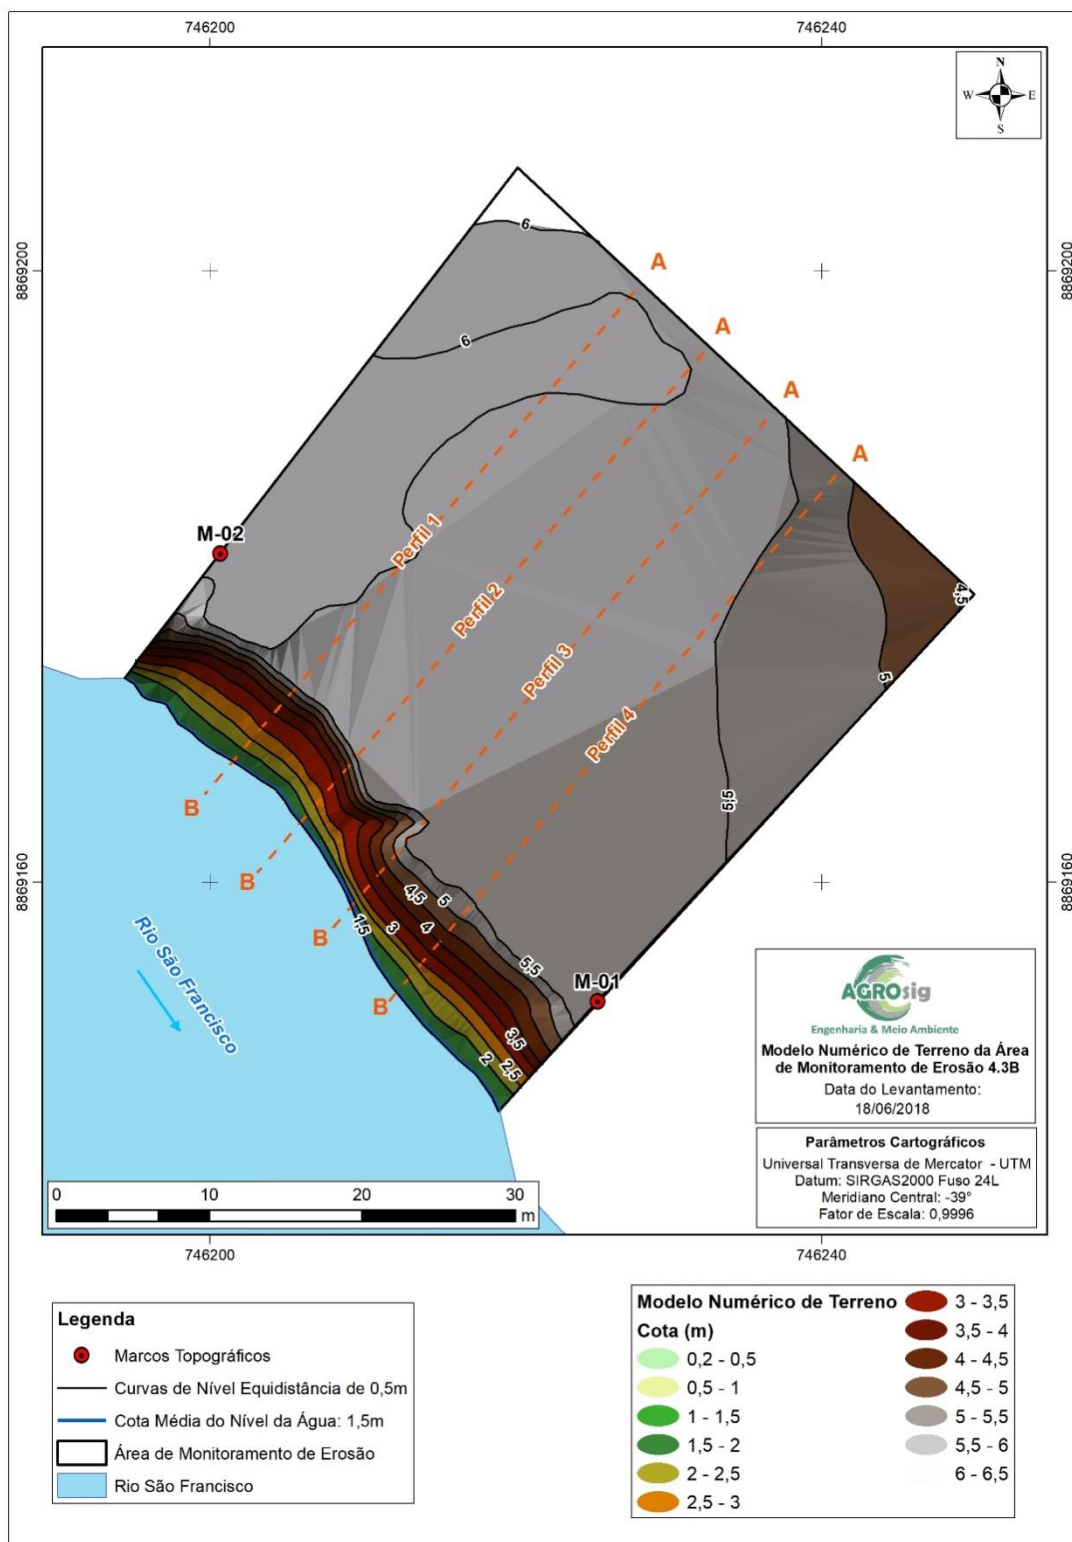 746200
746240
N
W
E
S
8869200
8869200
6
A
6
A
A
A
M-02
Perfil 1
Perfil 2
4,5
Perfil 3
5
Perfil 4
5,5
B
B
8869160
8869160
4,5
5
1,5
3
4
B
5,5
M-01
B
Rio São Francisco
3,5
2
2,5
AGROsig
Engenharia & Meio Ambiente
Modelo Numérico de Terreno da Área
de Monitoramento de Erosão 4.3B
Data do Levantamento:
18/06/2018
Parâmetros Cartográficos
Universal Transversa de Mercator - UTM
Datum: SIRGAS2000 Fuso 24L
Meridiano Central: -39°
Fator de Escala: 0,9996
0
10
20
30
m
746200
746240
Legenda
Marcos Topográficos
Curvas de Nível Equidistância de 0,5m
Cota Média do Nível da Água: 1,5m
Área de Monitoramento de Erosão
Rio São Francisco
Modelo Numérico de Terreno
Cota (m)
0,2 - 0,5
0,5 - 1
1 - 1,5
1,5 - 2
2 - 2,5
2,5 - 3
3 - 3,5
3,5 - 4
4 - 4,5
4,5 - 5
5 - 5,5
5,5 - 6
6 - 6,5